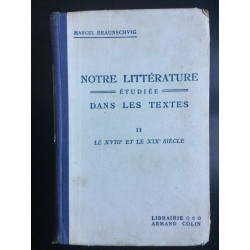 MARCEL BRAUNSCHVIG
NOTRE LITTÉRATURE
ÉTUDIÉE
DANS LES TEXTES
II
LE XVIIIᵉ ET LE XIXᵉ SIÈCLE
LIBRAIRIE
ARMAND COLIN